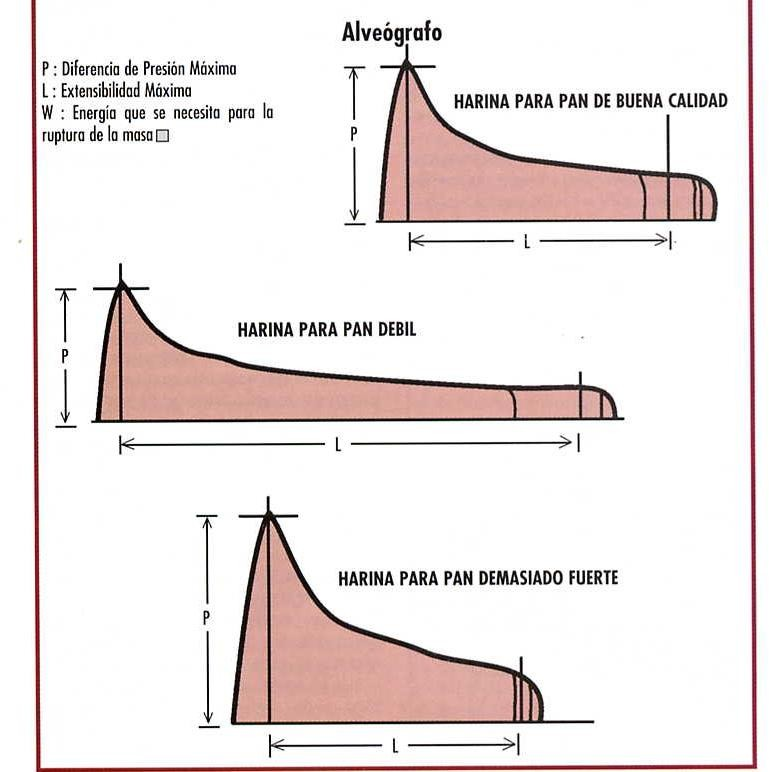 Alveógrafo
P : Diferencia de Presión Máxima
L : Extensibilidad Máxima
W : Energía que se necesita para la
ruptura de la masa
HARINA PARA PAN DE BUENA CALIDAD
P
L
HARINA PARA PAN DEBIL
P
L
HARINA PARA PAN DEMASIADO FUERTE
P
L